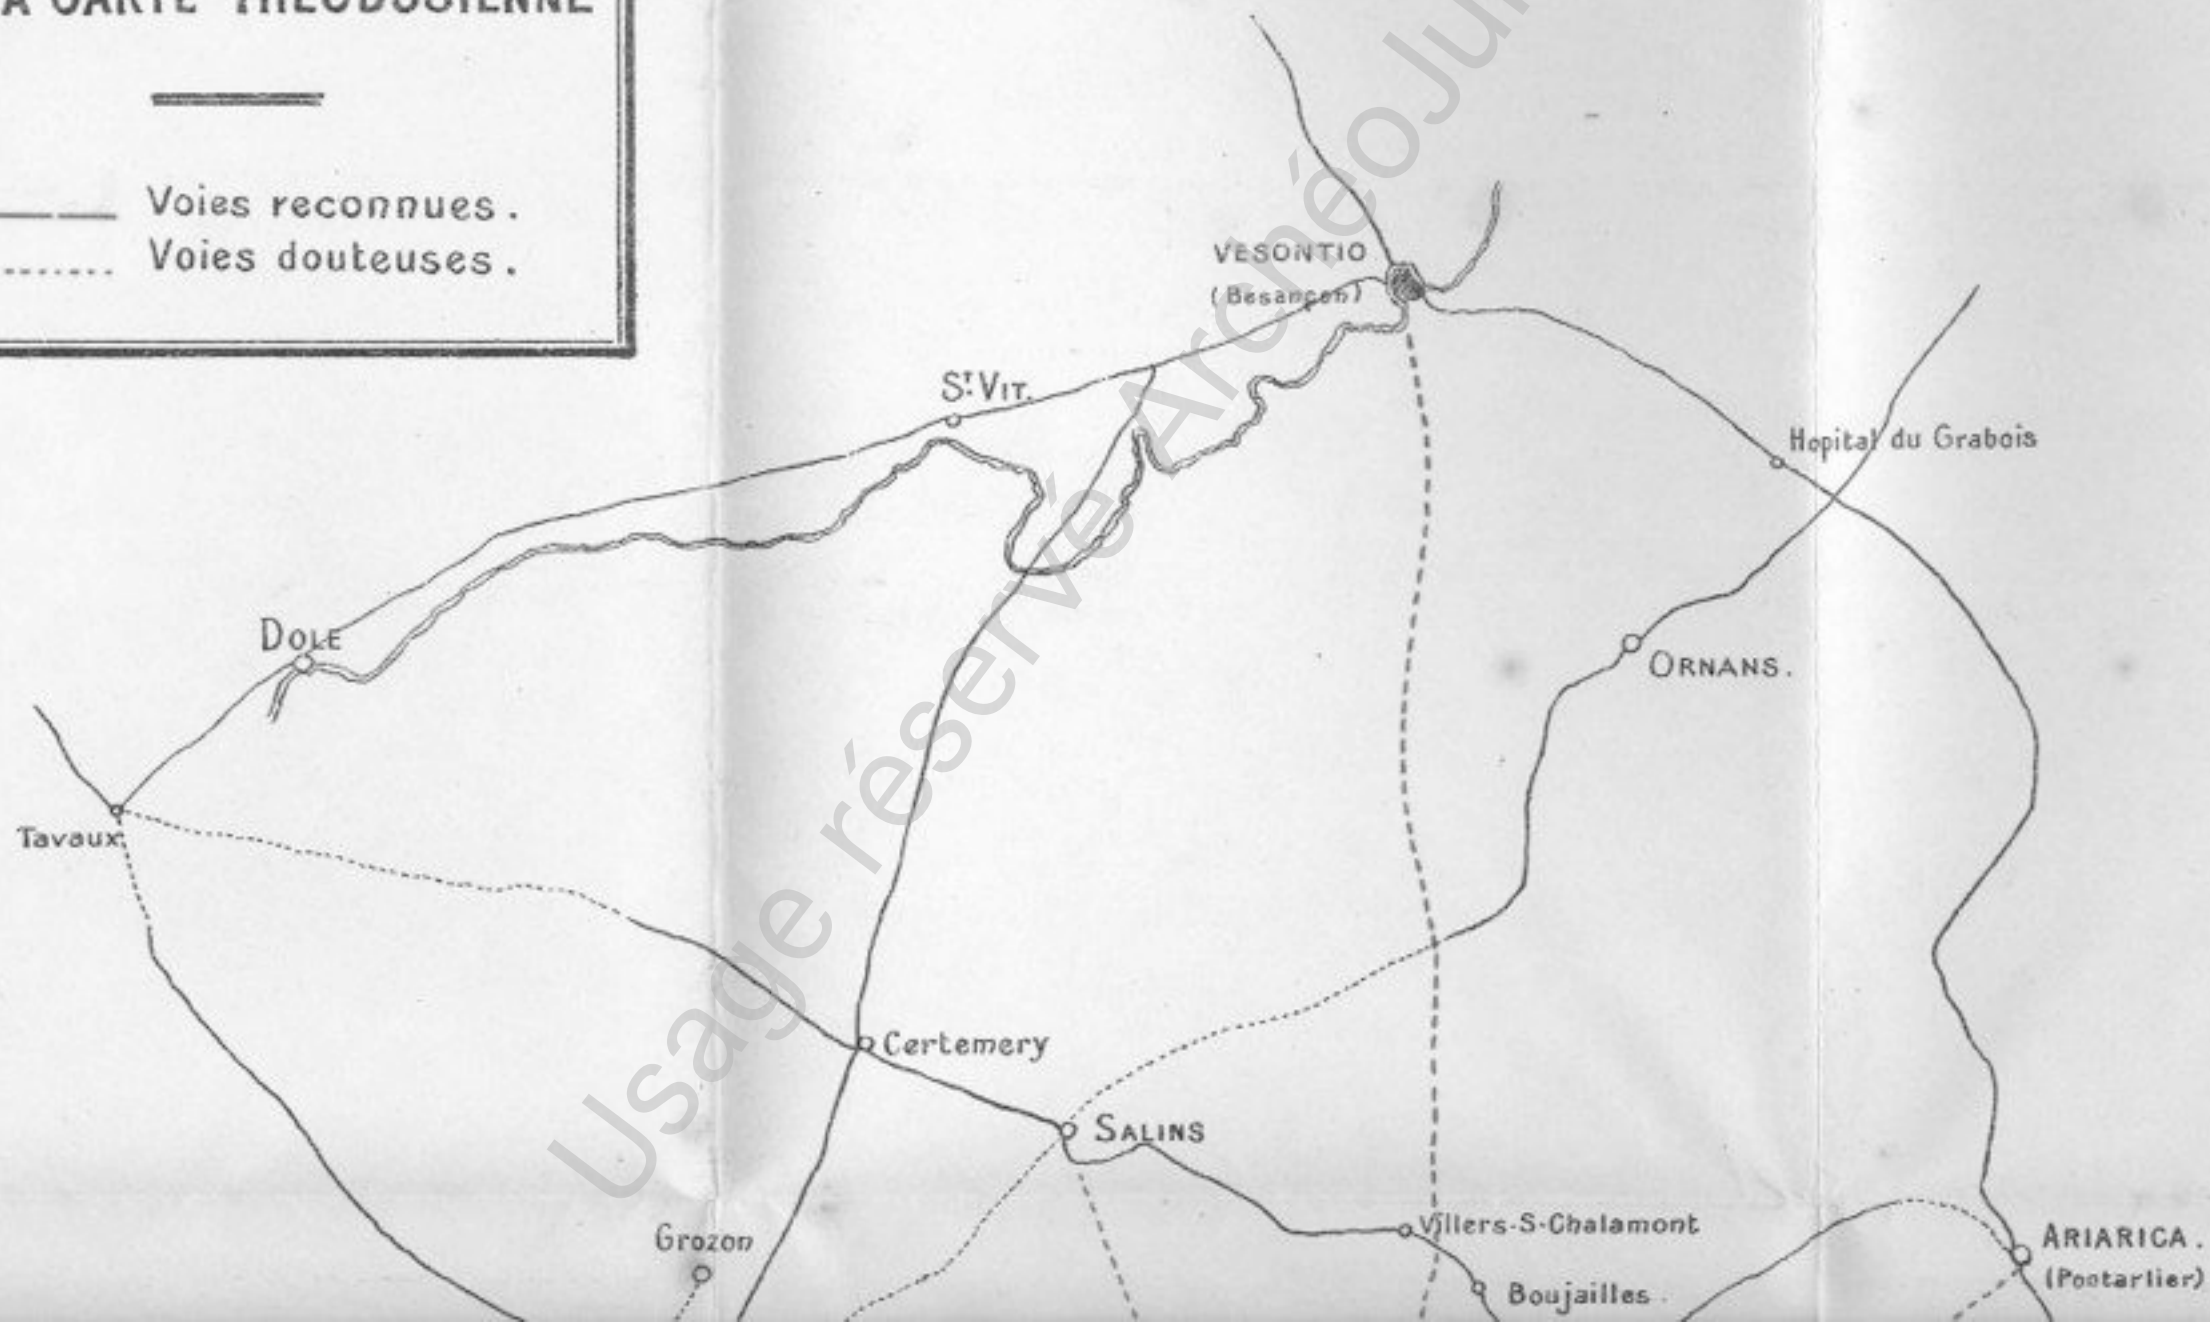 A CARTE THÉODOSIENNE
Voies reconnues.
Voies douteuses.
VESONTIO
(Besançon)
ST. VIT.
Hopital du Grabois
DOLE
ORNANS.
Tavaux
Certemery
SALINS
Villers-S-Chalamont
Grozon
ARIARICA.
(Pontarlier)
Boujailles.
Usage réservé ArchéoJur